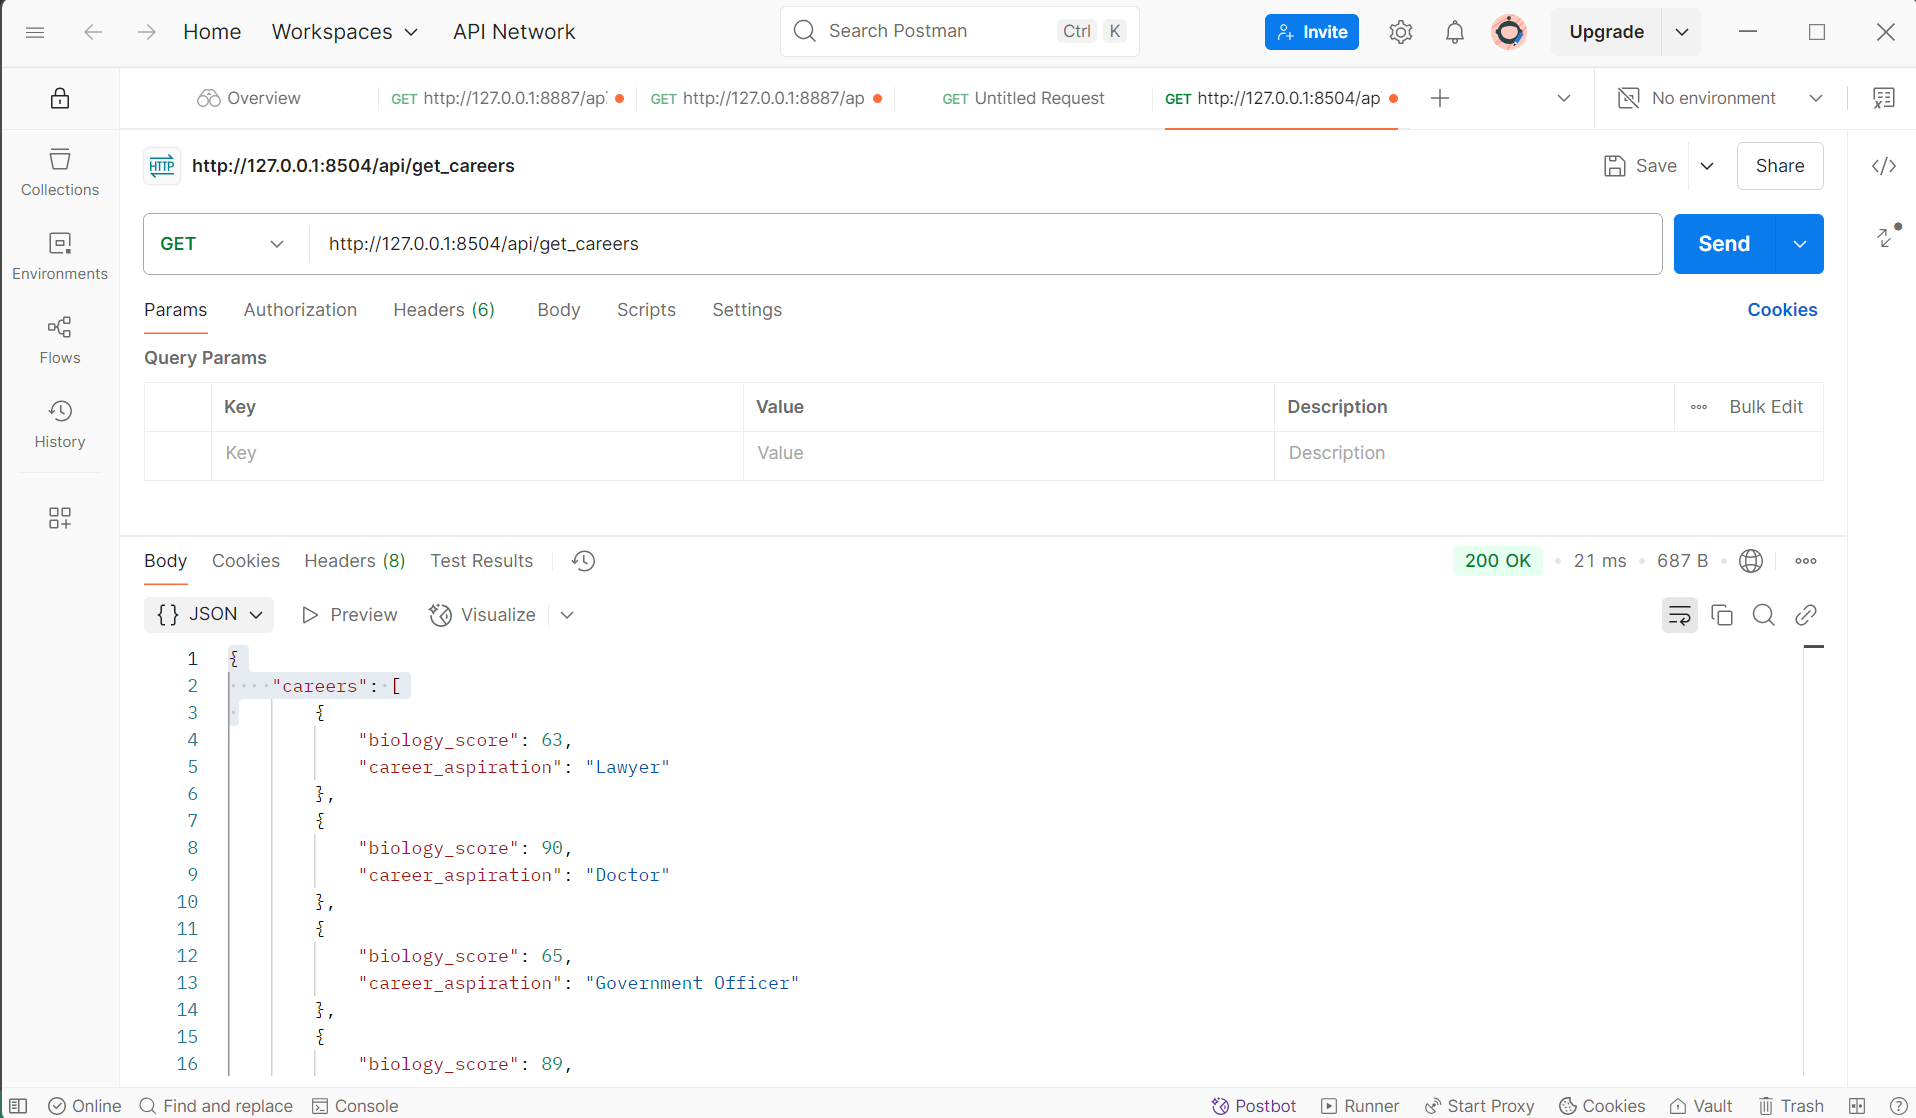 Home Workspaces API Network Search Postman Ctrl K Invite Upgrade
Overview GET http://127.0.0.1:8887/ap GET http://127.0.0.1:8887/ap GET Untitled Request GET http://127.0.0.1:8504/ap No environment
HTTP http://127.0.0.1:8504/api/get_careers Save Share
GET http://127.0.0.1:8504/api/get_careers Send
Params Authorization Headers (6) Body Scripts Settings Cookies
Query Params
Key Value Description Bulk Edit
Key Value Description
Collections
Environments
Flows
History
Body Cookies Headers (8) Test Results 200 OK 21 ms 687 B
{} JSON Preview Visualize
1 {
2 "careers": [
3 {
4 "biology_score": 63,
5 "career_aspiration": "Lawyer"
6 },
7 {
8 "biology_score": 90,
9 "career_aspiration": "Doctor"
10 },
11 {
12 "biology_score": 65,
13 "career_aspiration": "Government Officer"
14 },
15 {
16 "biology_score": 89,
Online Find and replace Console Postbot Runner Start Proxy Cookies Vault Trash